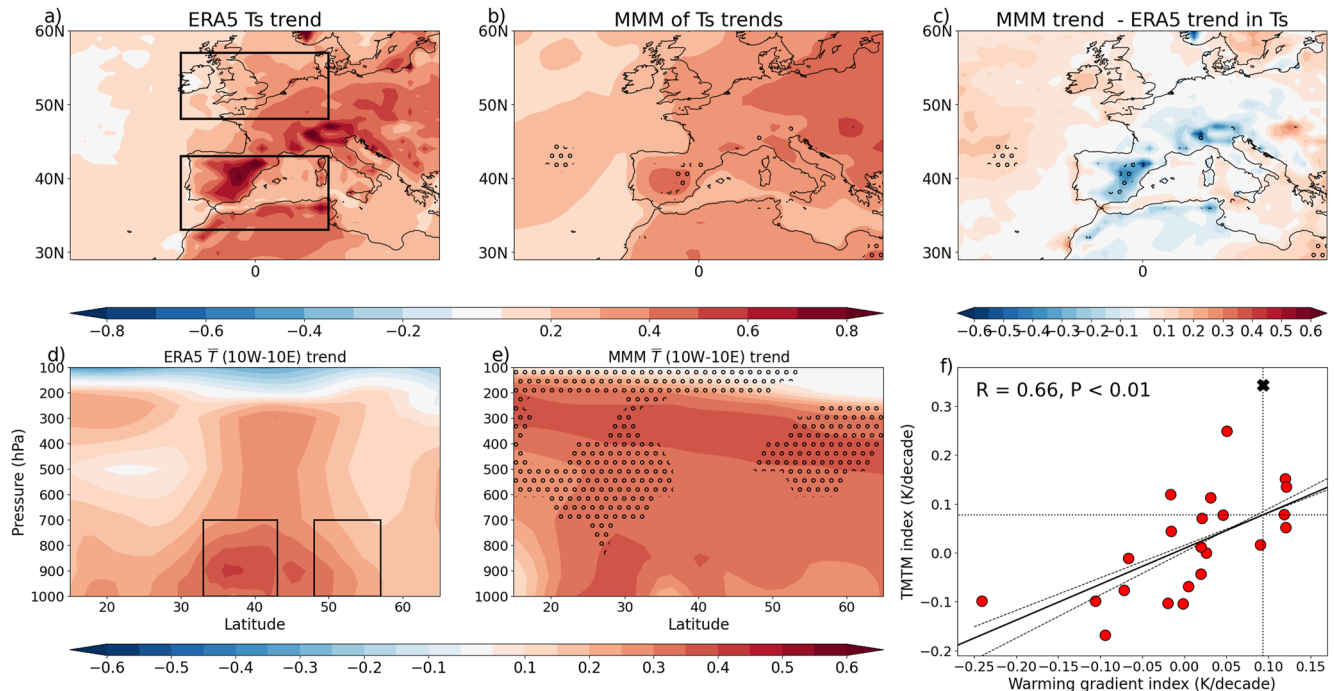 a) ERA5 Ts trend
60N
50N
40N
30N
0
b) MMM of Ts trends
60N
50N
40N
30N
0
c) MMM trend - ERA5 trend in Ts
60N
50N
40N
30N
0
−0.8 −0.6 −0.4 −0.2 0.2 0.4 0.6 0.8
−0.6−0.5−0.4−0.3−0.2−0.1 0.1 0.2 0.3 0.4 0.5 0.6
d) ERA5 T̅ (10W-10E) trend
Pressure (hPa)
100
200
300
400
500
600
700
800
900
1000
20 30 40 50 60
Latitude
e) MMM T̅ (10W-10E) trend
100
200
300
400
500
600
700
800
900
1000
20 30 40 50 60
Latitude
−0.6 −0.5 −0.4 −0.3 −0.2 −0.1 0.1 0.2 0.3 0.4 0.5 0.6
f)
R = 0.66, P < 0.01
TMTM index (K/decade)
0.3
0.2
0.1
0.0
−0.1
−0.2
−0.25 −0.20 −0.15 −0.10 −0.05 0.00 0.05 0.10 0.15
Warming gradient index (K/decade)